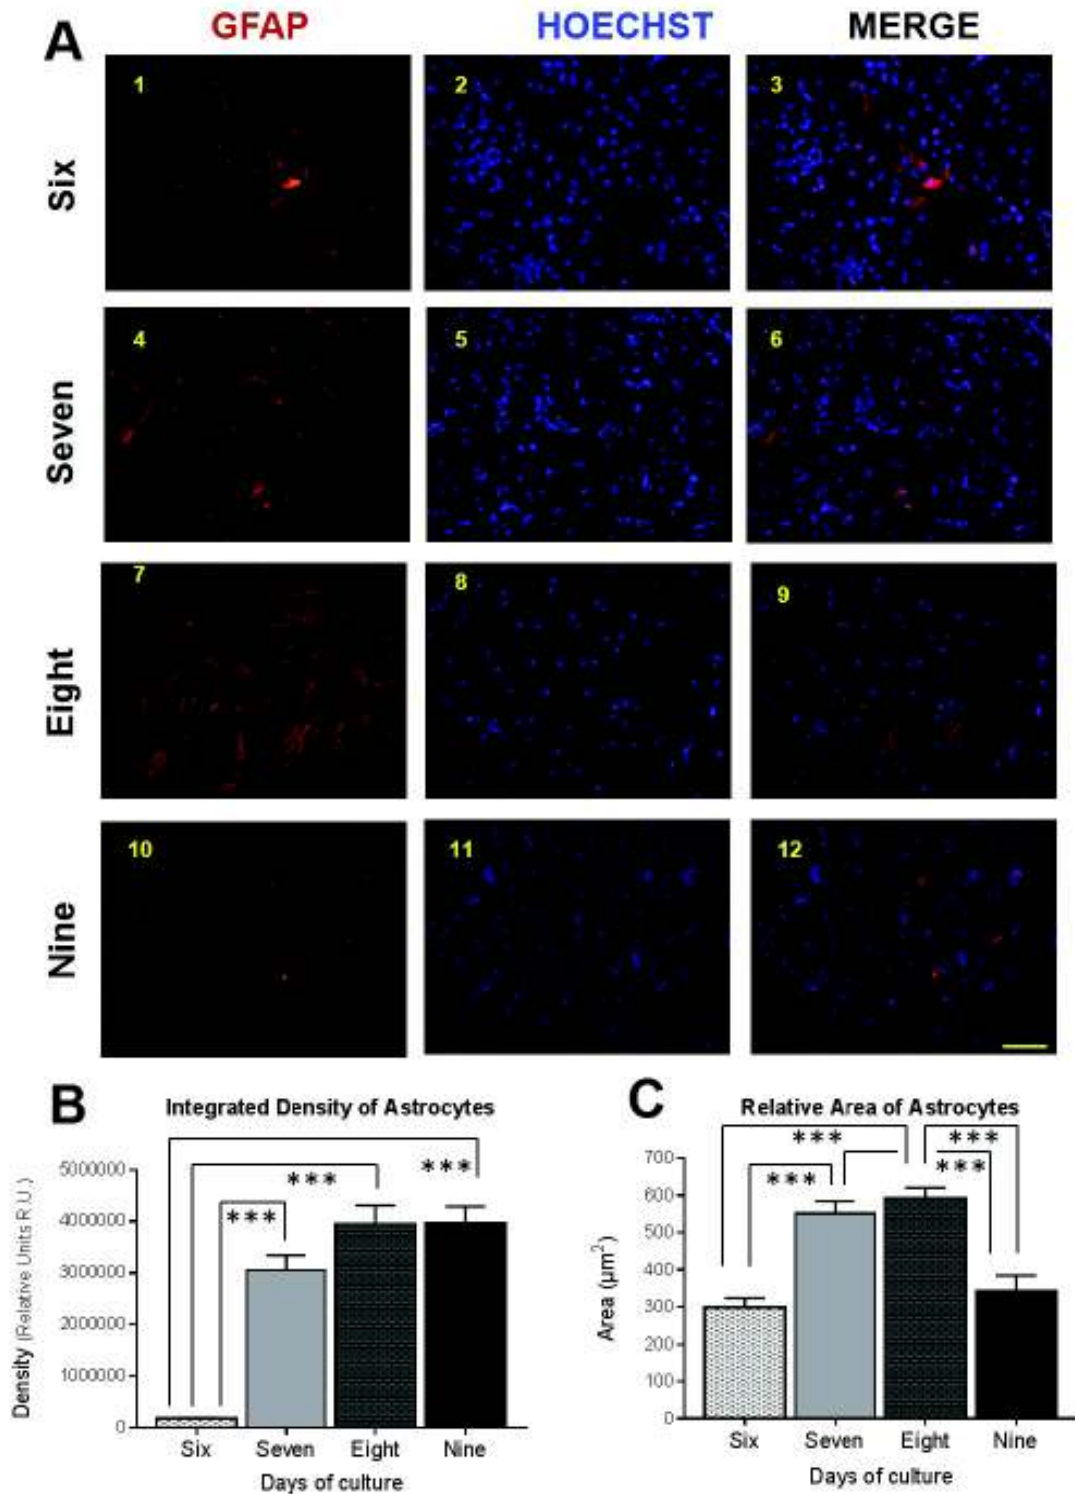 A
GFAP HOECHST MERGE
Six
1 2 3
Seven
4 5 6
Eight
7 8 9
Nine
10 11 12
B
Integrated Density of Astrocytes
Density (Relative Units R.U.)
5000000
4000000
3000000
2000000
1000000
0
***
***
***
Six Seven Eight Nine
Days of culture
C
Relative Area of Astrocytes
Area (µm²)
700
600
500
400
300
200
100
0
*** ***
*** ***
Six Seven Eight Nine
Days of culture